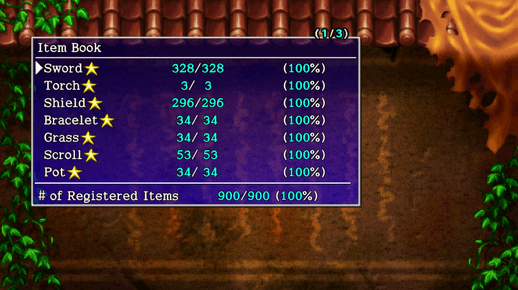 (1/3)
Item Book
Sword★ 328/328 (100%)
Torch★ 3/ 3 (100%)
Shield★ 296/296 (100%)
Bracelet★ 34/ 34 (100%)
Grass★ 34/ 34 (100%)
Scroll★ 53/ 53 (100%)
Pot★ 34/ 34 (100%)
# of Registered Items 900/900 (100%)